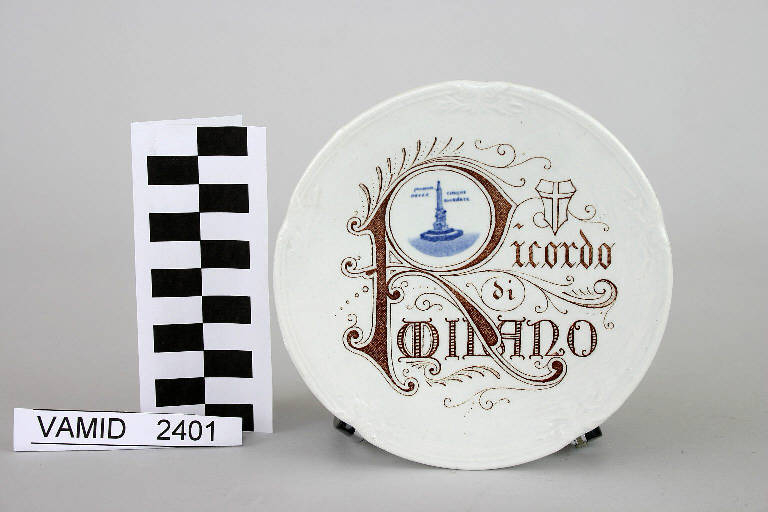 Ricordo
di
MILANO
VAMID 2401